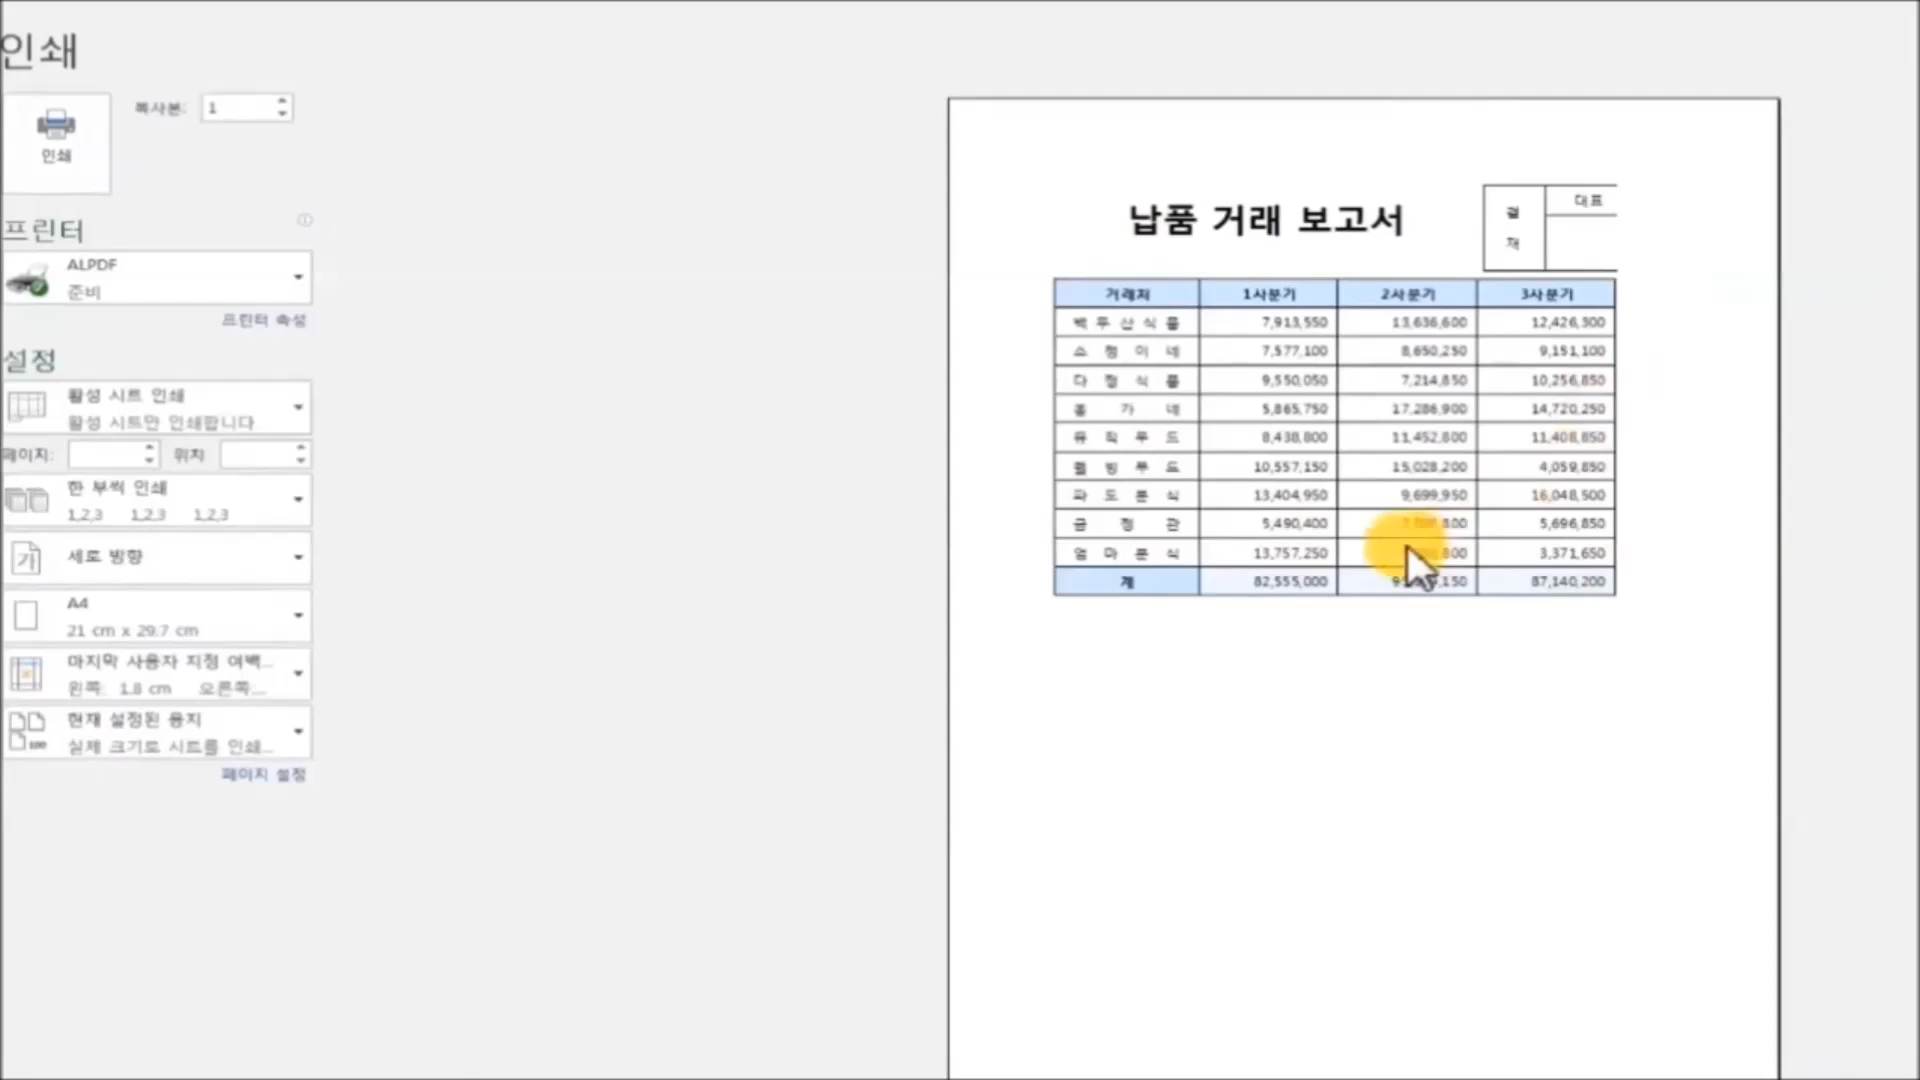 인쇄
인쇄
복사본: 1
프린터
ALPDF
준비
프린터 속성
설정
활성 시트 인쇄
활성 시트만 인쇄합니다
페이지: 위치
한 부씩 인쇄
1,2,3 1,2,3 1,2,3
세로 방향
A4
21 cm x 29.7 cm
마지막 사용자 지정 여백...
왼쪽: 1.8 cm 오른쪽:...
현재 설정된 용지
실제 크기로 시트를 인쇄...
페이지 설정
납품 거래 보고서
결재 대표
거래처 1사분기 2사분기 3사분기
백두산식품 7,913,550 13,636,600 12,426,300
소정이네 7,577,100 8,650,250 9,151,100
다정식품 9,550,050 7,214,850 10,256,850
종가네 5,865,750 17,286,900 14,720,250
뮤직푸드 8,438,800 11,452,800 11,408,850
웰빙푸드 10,557,150 15,028,200 4,059,850
파도분식 13,404,950 9,699,950 16,048,500
금정관 5,490,400 5,696,850
엄마분식 13,757,250 3,371,650
계 82,555,000 87,140,200